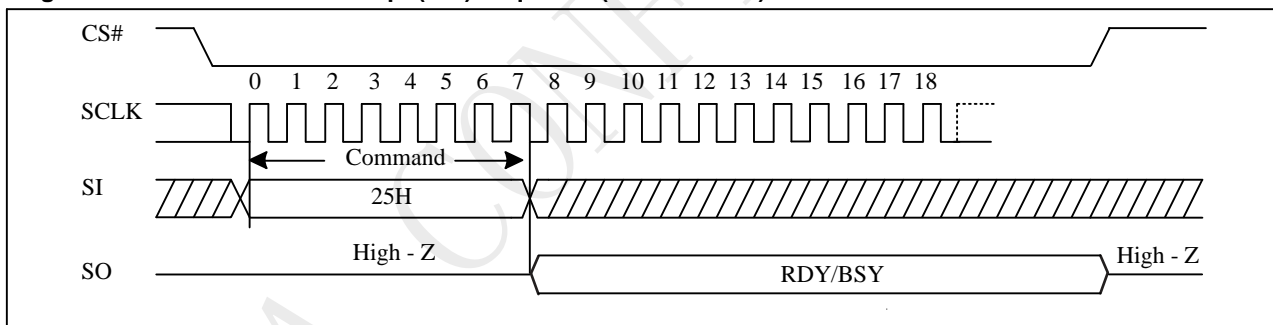 CS#
0 1 2 3 4 5 6 7 8 9 10 11 12 13 14 15 16 17 18
SCLK
Command
SI
25H
High - Z
High - Z
SO
RDY/BSY